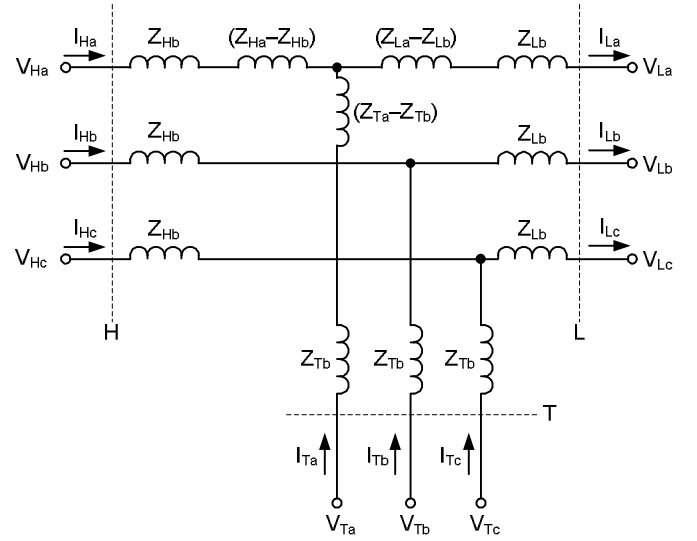 I_Ha Z_Hb (Z_Ha–Z_Hb) (Z_La–Z_Lb) Z_Lb I_La
V_Ha V_La
(Z_Ta–Z_Tb)
I_Hb Z_Hb Z_Lb I_Lb
V_Hb V_Lb
I_Hc Z_Hb Z_Lb I_Lc
V_Hc V_Lc
H L
Z_Tb Z_Tb Z_Tb
T
I_Ta I_Tb I_Tc
V_Ta V_Tb V_Tc